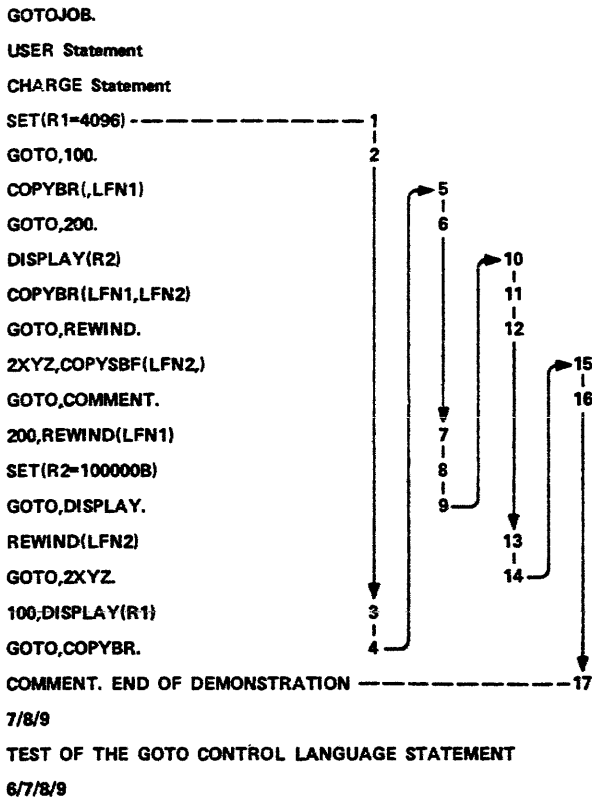 GOTOJOB.
USER Statement
CHARGE Statement
SET(R1=4096) 1
GOTO,100. 2
COPYBR(,LFN1) 5
GOTO,200. 6
DISPLAY(R2) 10
COPYBR(LFN1,LFN2) 11
GOTO,REWIND. 12
2XYZ,COPYSBF(LFN2,) 15
GOTO,COMMENT. 16
200,REWIND(LFN1) 7
SET(R2=100000B) 8
GOTO,DISPLAY. 9
REWIND(LFN2) 13
GOTO,2XYZ. 14
100,DISPLAY(R1) 3
GOTO,COPYBR. 4
COMMENT. END OF DEMONSTRATION 17
7/8/9
TEST OF THE GOTO CONTROL LANGUAGE STATEMENT
6/7/8/9